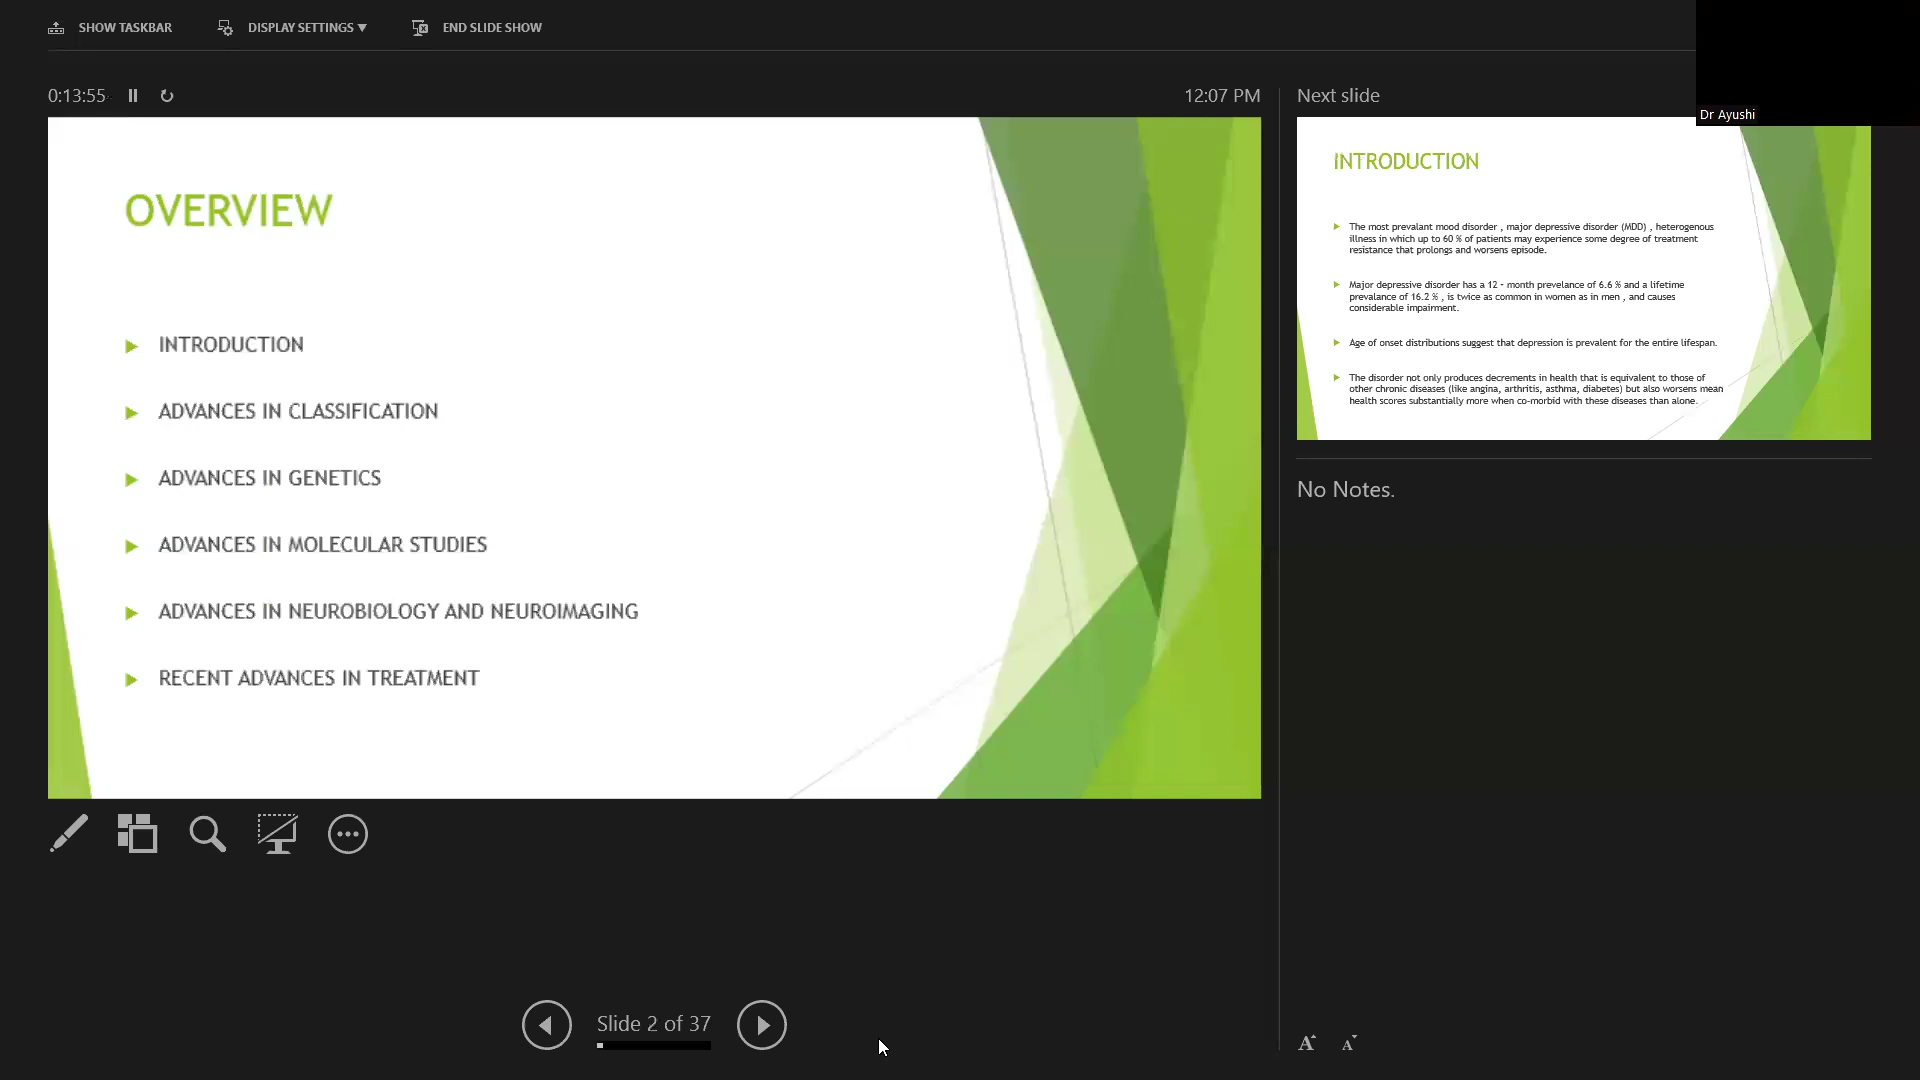 SHOW TASKBAR DISPLAY SETTINGS ▼ END SLIDE SHOW
0:13:55
12:07 PM
OVERVIEW
INTRODUCTION
ADVANCES IN CLASSIFICATION
ADVANCES IN GENETICS
ADVANCES IN MOLECULAR STUDIES
ADVANCES IN NEUROBIOLOGY AND NEUROIMAGING
RECENT ADVANCES IN TREATMENT
Slide 2 of 37
Next slide
Dr Ayushi
INTRODUCTION
The most prevalant mood disorder , major depressive disorder (MDD) , heterogenous
illness in which up to 60 % of patients may experience some degree of treatment
resistance that prolongs and worsens episode.
Major depressive disorder has a 12 - month prevelance of 6.6 % and a lifetime
prevalance of 16.2 % , is twice as common in women as in men , and causes
considerable impairment.
Age of onset distributions suggest that depression is prevalent for the entire lifespan.
The disorder not only produces decrements in health that is equivalent to those of
other chronic diseases (like angina, arthritis, asthma, diabetes) but also worsens mean
health scores substantially more when co-morbid with these diseases than alone.
No Notes.
A A